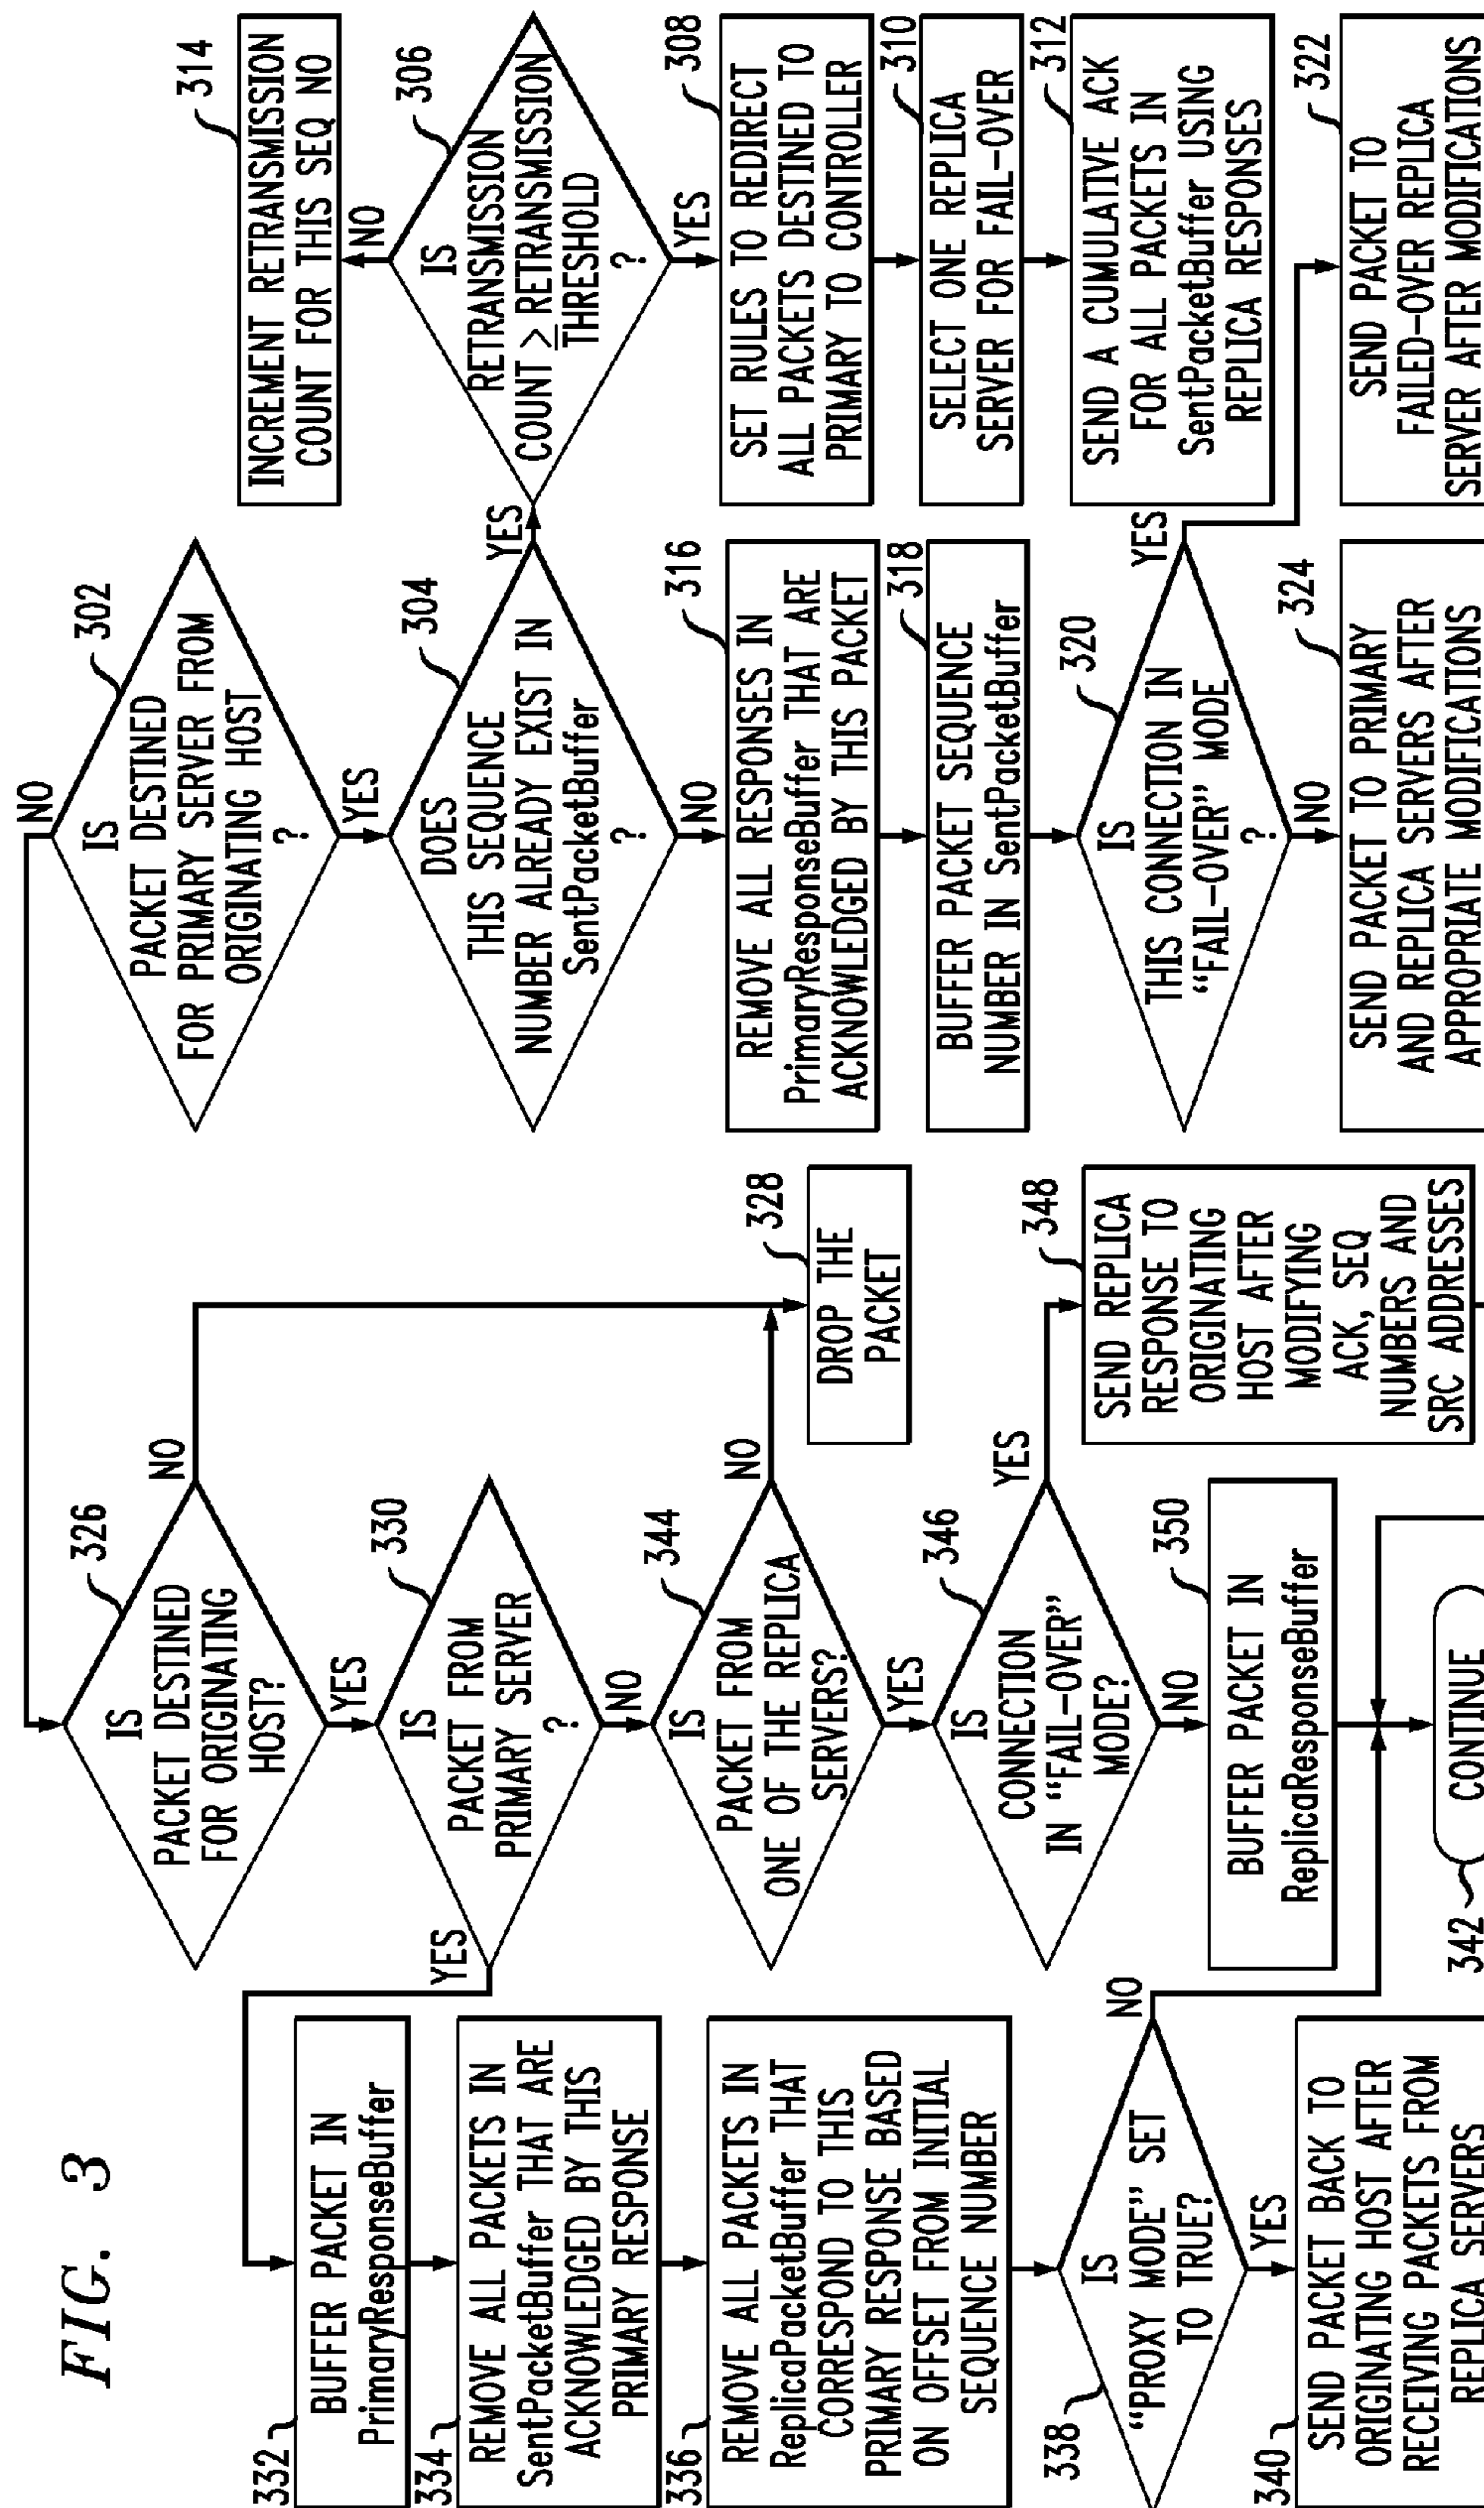 FIG. 3
NO
IS
PACKET DESTINED
FOR PRIMARY SERVER FROM
ORIGINATING HOST
?
302
YES
DOES
THIS SEQUENCE
NUMBER ALREADY EXIST IN
SentPacketBuffer
?
304
YES
NO
IS
RETRANSMISSION
COUNT ≥ RETRANSMISSION
THRESHOLD
?
306
NO
YES
INCREMENT RETRANSMISSION
COUNT FOR THIS SEQ NO
314
SET RULES TO REDIRECT
ALL PACKETS DESTINED TO
PRIMARY TO CONTROLLER
308
SELECT ONE REPLICA
SERVER FOR FAIL-OVER
310
SEND A CUMULATIVE ACK
FOR ALL PACKETS IN
SentPacketBuffer USING
REPLICA RESPONSES
312
REMOVE ALL RESPONSES IN
PrimaryResponseBuffer THAT ARE
ACKNOWLEDGED BY THIS PACKET
316
BUFFER PACKET SEQUENCE
NUMBER IN SentPacketBuffer
318
IS
THIS CONNECTION IN
“FAIL-OVER” MODE
?
320
YES
NO
SEND PACKET TO
FAILED-OVER REPLICA
SERVER AFTER MODIFICATIONS
322
SEND PACKET TO PRIMARY
AND REPLICA SERVERS AFTER
APPROPRIATE MODIFICATIONS
324
IS
PACKET DESTINED
FOR ORIGINATING
HOST?
326
NO
YES
DROP THE
PACKET
328
IS
PACKET FROM
PRIMARY SERVER
?
330
YES
NO
BUFFER PACKET IN
PrimaryResponseBuffer
332
REMOVE ALL PACKETS IN
SentPacketBuffer THAT ARE
ACKNOWLEDGED BY THIS
PRIMARY RESPONSE
334
REMOVE ALL PACKETS IN
ReplicaPacketBuffer THAT
CORRESPOND TO THIS
PRIMARY RESPONSE BASED
ON OFFSET FROM INITIAL
SEQUENCE NUMBER
336
IS
“PROXY MODE” SET
TO TRUE?
338
NO
YES
SEND PACKET BACK TO
ORIGINATING HOST AFTER
RECEIVING PACKETS FROM
REPLICA SERVERS
340
IS
PACKET FROM
ONE OF THE REPLICA
SERVERS?
344
NO
YES
IS
CONNECTION
IN “FAIL-OVER”
MODE?
346
YES
NO
SEND REPLICA
RESPONSE TO
ORIGINATING
HOST AFTER
MODIFYING
ACK, SEQ
NUMBERS AND
SRC ADDRESSES
348
BUFFER PACKET IN
ReplicaResponseBuffer
350
CONTINUE
342